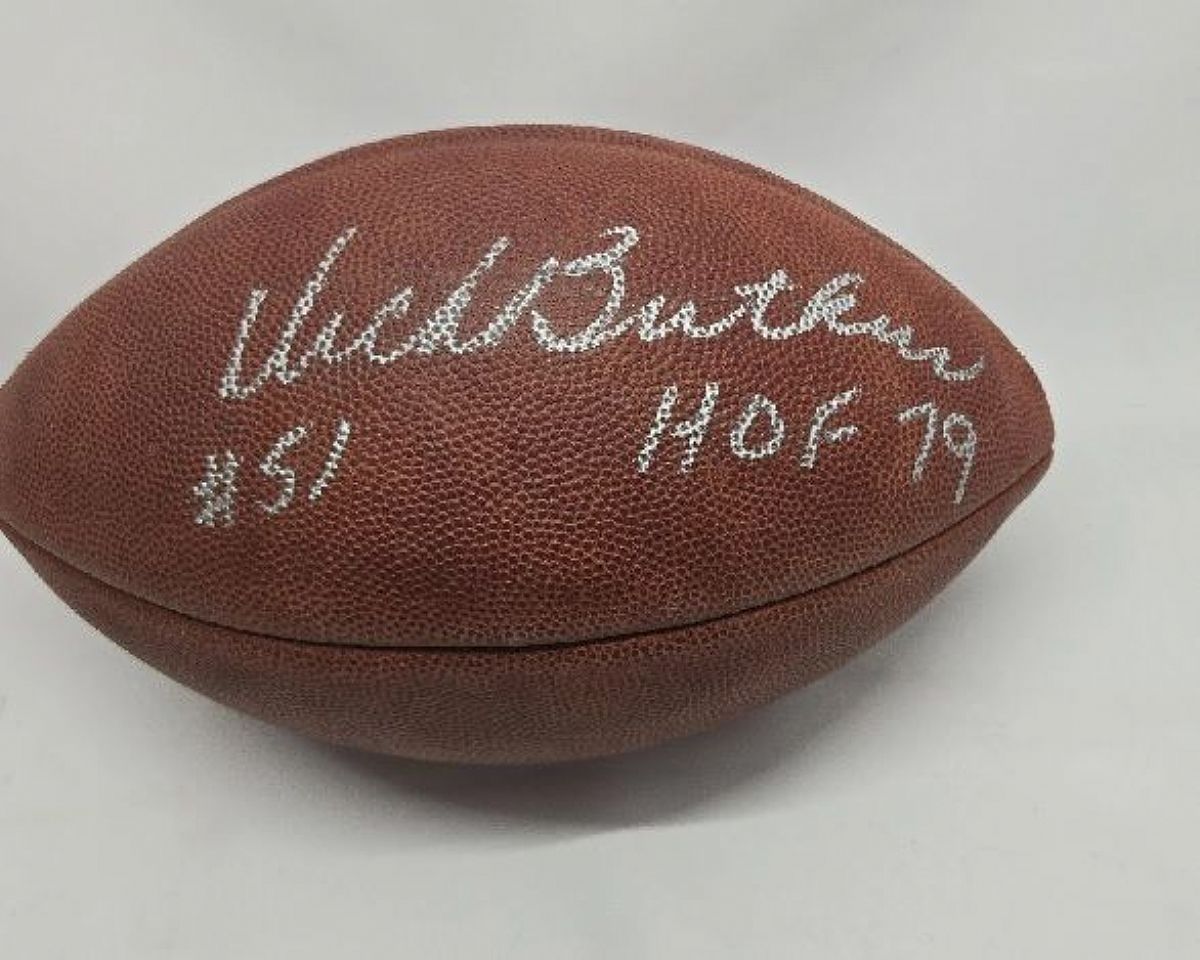 Dick Butkus
#51 HOF 79